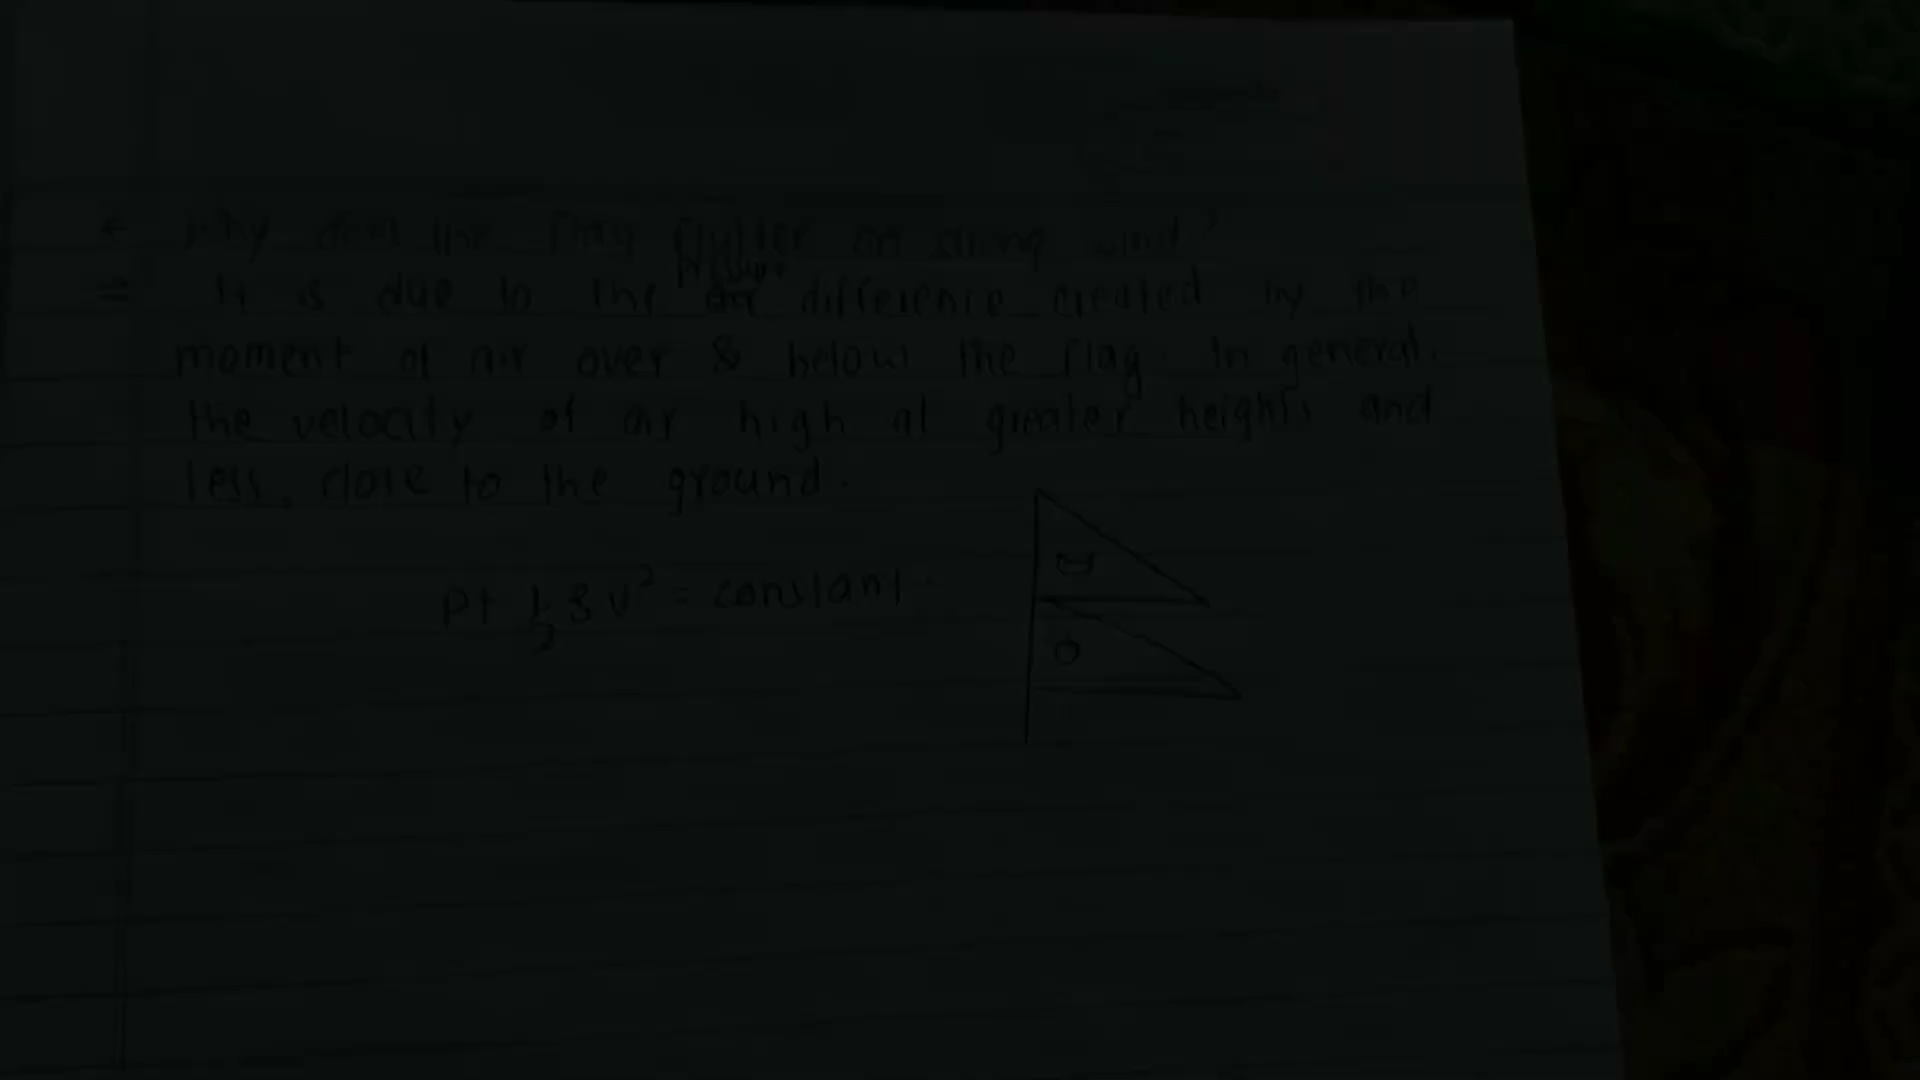 * Why does the flag flutter on strong wind?
= It is due to the pressure difference created by the
moment of air over & below the flag. In general,
the velocity of air high at greater heights and
less, close to the ground.
P + 1/2 ρ v² = constant